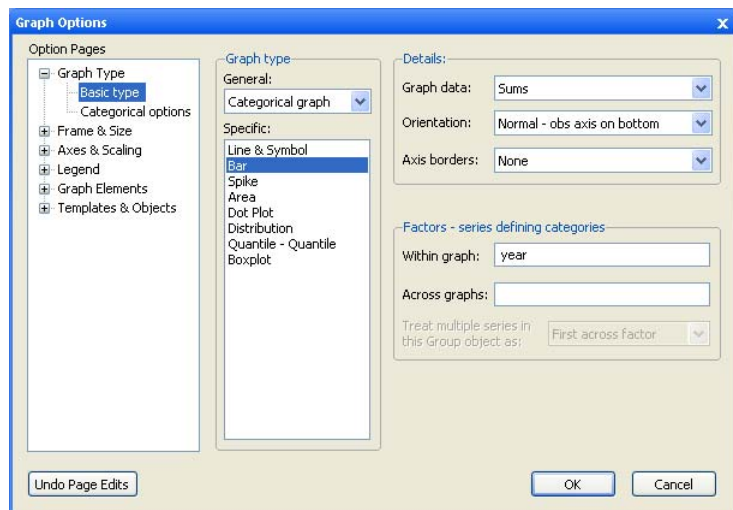 Graph Options
Option Pages
Graph Type
Basic type
Categorical options
Frame & Size
Axes & Scaling
Legend
Graph Elements
Templates & Objects
Graph type
General:
Categorical graph
Specific:
Line & Symbol
Bar
Spike
Area
Dot Plot
Distribution
Quantile - Quantile
Boxplot
Details:
Graph data: Sums
Orientation: Normal - obs axis on bottom
Axis borders: None
Factors - series defining categories
Within graph: year
Across graphs:
Treat multiple series in
this Group object as: First across factor
Undo Page Edits
OK
Cancel